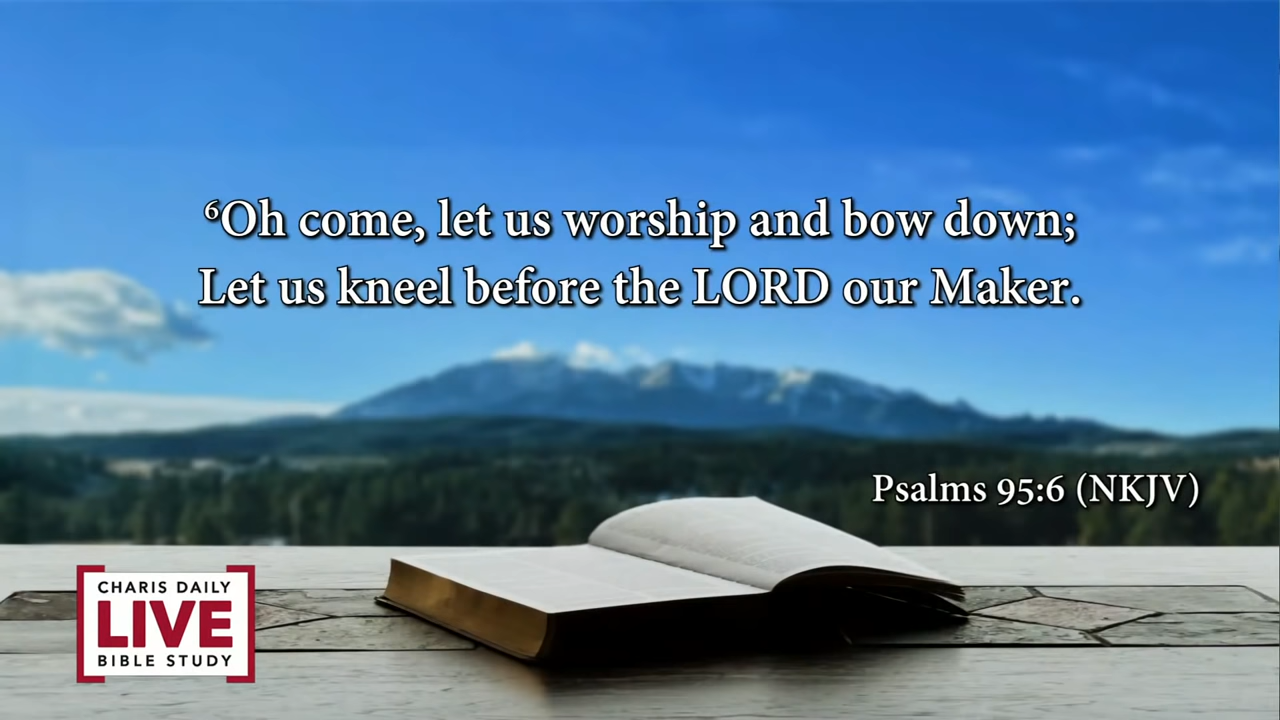 ⁶Oh come, let us worship and bow down;
Let us kneel before the LORD our Maker.
Psalms 95:6 (NKJV)
CHARIS DAILY
LIVE
BIBLE STUDY